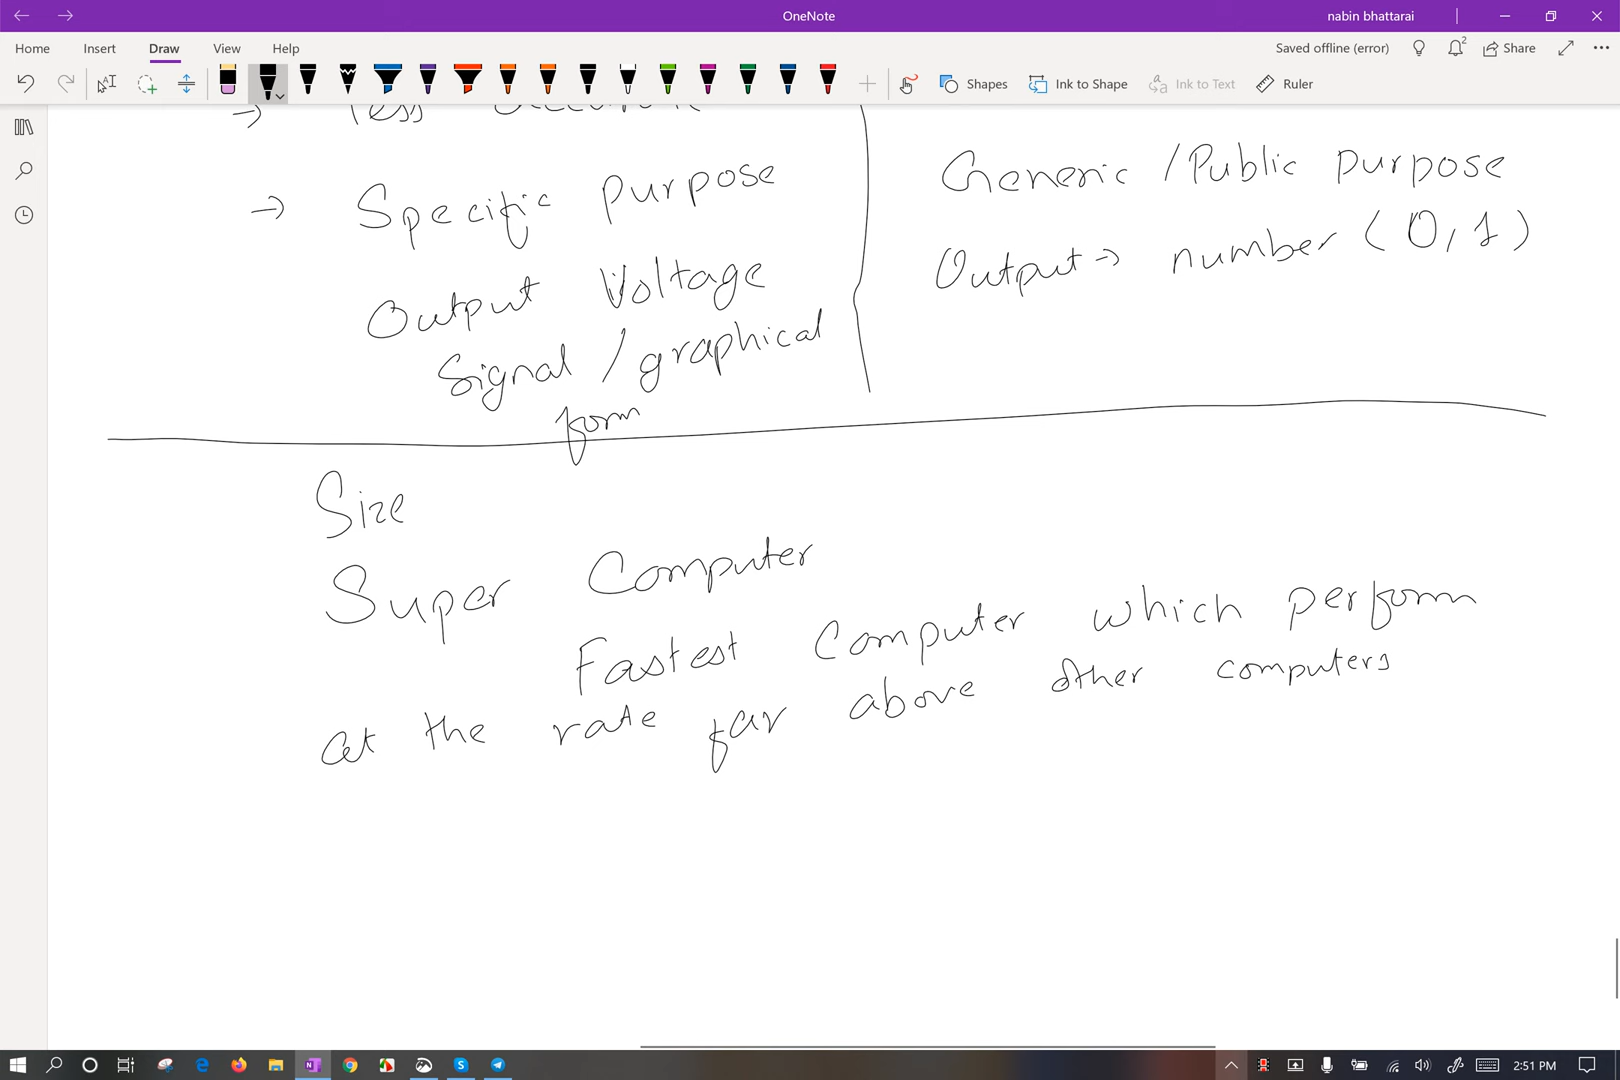 OneNote
nabin bhattarai
Home Insert Draw View Help
Saved offline (error)
2
Share
Shapes
Ink to Shape
Ink to Text
Ruler
→ less
→ Specific Purpose
Output Voltage
Signal / graphical
form
Generic / Public purpose
Output → number (0,1)
Size
Super Computer
Fastest Computer which perform
at the rate far above other computers
2:51 PM